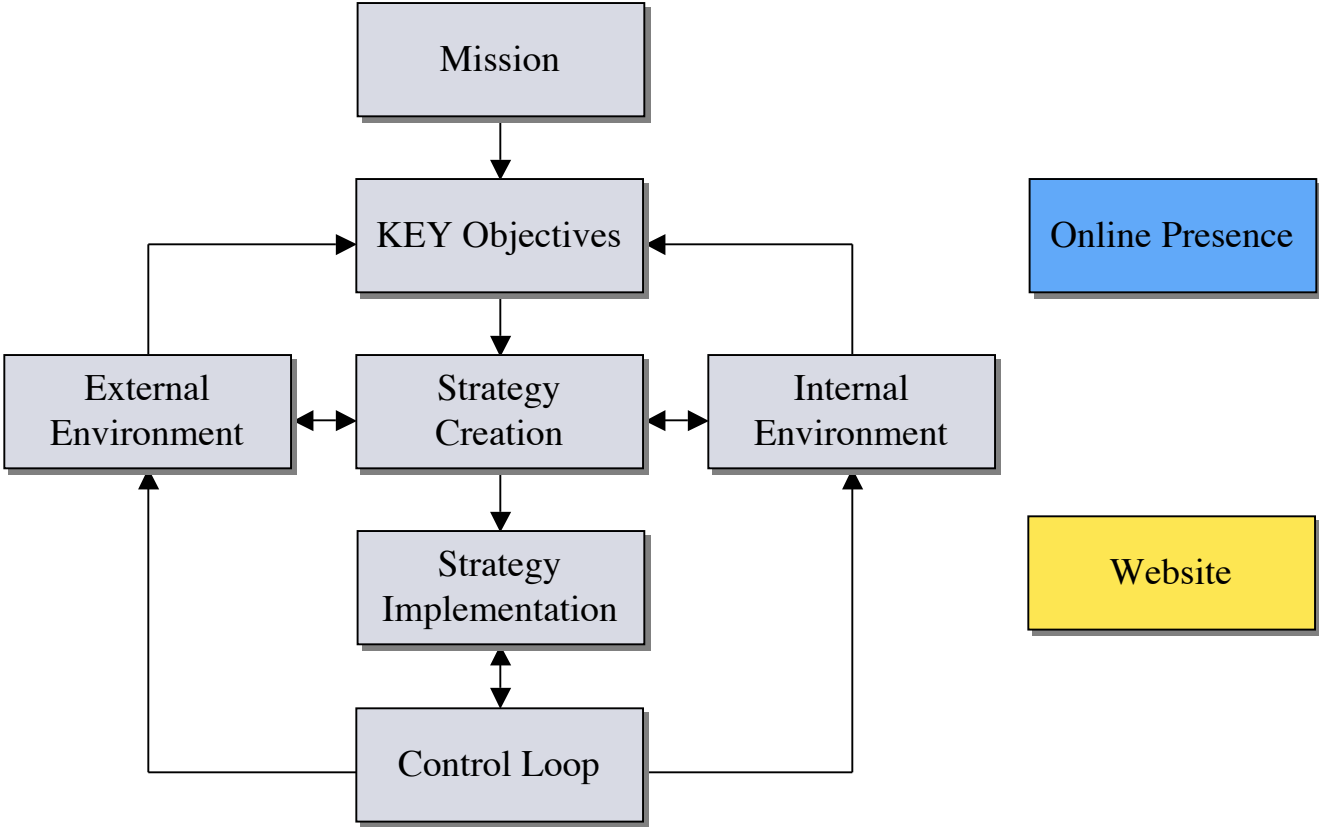 Mission
KEY Objectives
Online Presence
External
Environment
Strategy
Creation
Internal
Environment
Strategy
Implementation
Website
Control Loop